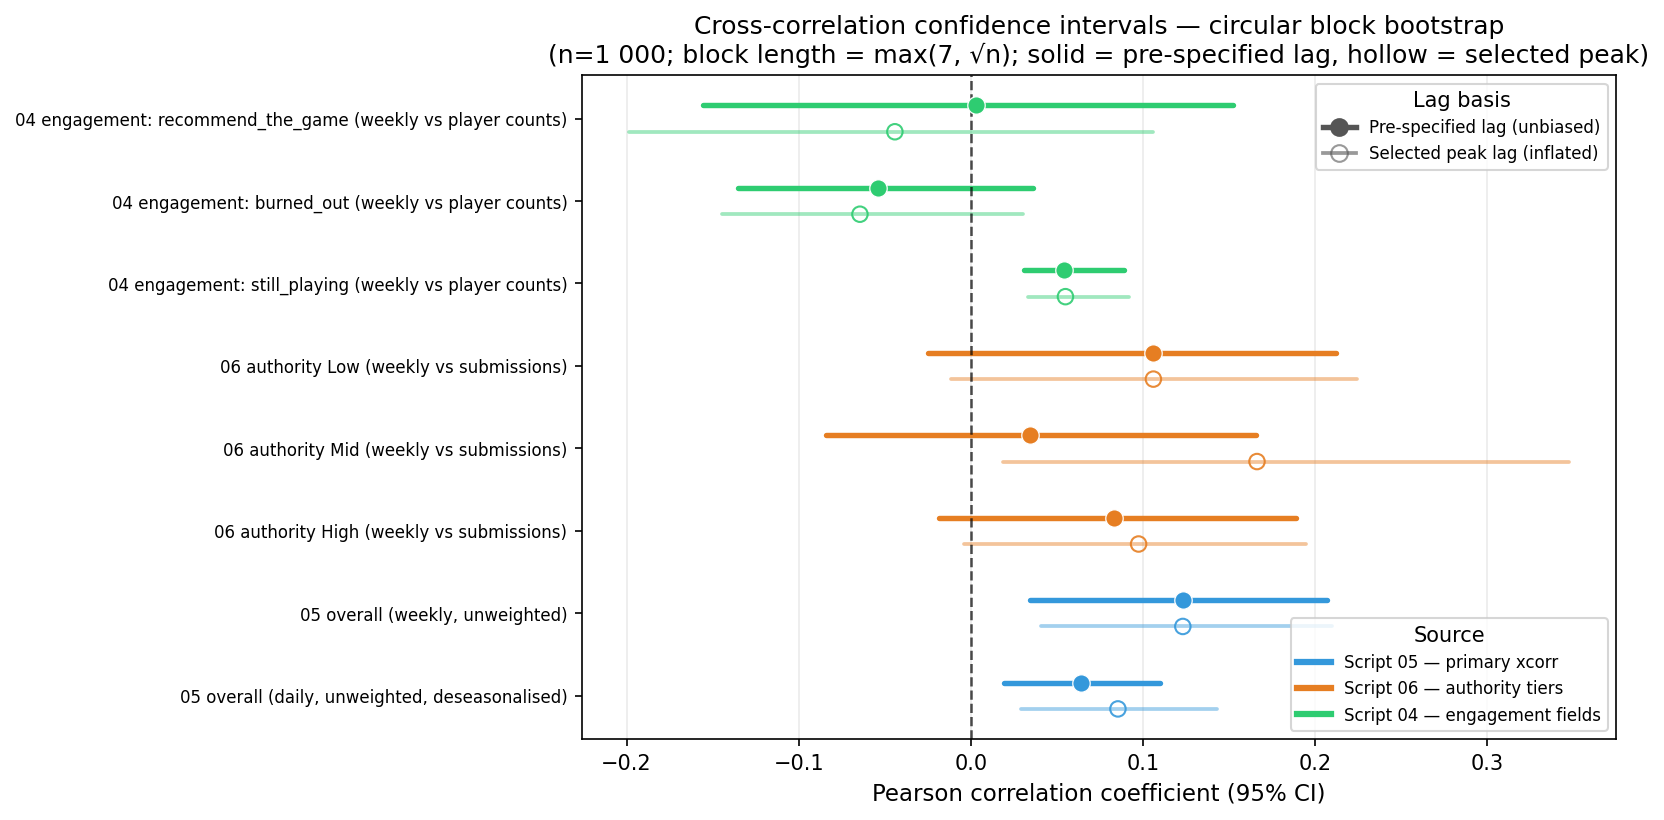 Cross-correlation confidence intervals — circular block bootstrap
(n=1 000; block length = max(7, √n); solid = pre-specified lag, hollow = selected peak)
04 engagement: recommend_the_game (weekly vs player counts)
04 engagement: burned_out (weekly vs player counts)
04 engagement: still_playing (weekly vs player counts)
06 authority Low (weekly vs submissions)
06 authority Mid (weekly vs submissions)
06 authority High (weekly vs submissions)
05 overall (weekly, unweighted)
05 overall (daily, unweighted, deseasonalised)
Lag basis
Pre-specified lag (unbiased)
Selected peak lag (inflated)
Source
Script 05 — primary xcorr
Script 06 — authority tiers
Script 04 — engagement fields
−0.2
−0.1
0.0
0.1
0.2
0.3
Pearson correlation coefficient (95% CI)